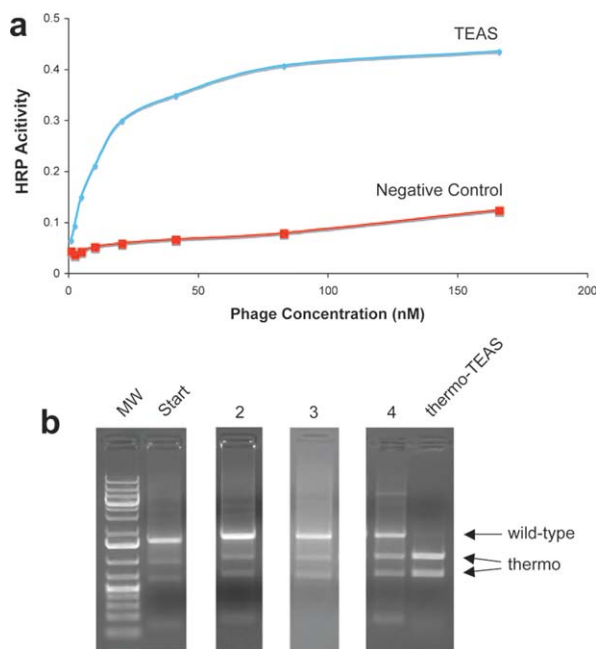 a
0.5
0.4
0.3
0.2
0.1
0
HRP Acitivity
TEAS
Negative Control
0
50
100
150
200
Phage Concentration (nM)
b
MW
Start
2
3
4
thermo-TEAS
wild-type
thermo